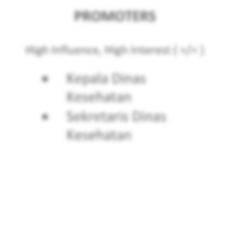 PROMOTERS
High Influence, High Interest ( +/+ )
• Kepala Dinas
Kesehatan
• Sekretaris Dinas
Kesehatan